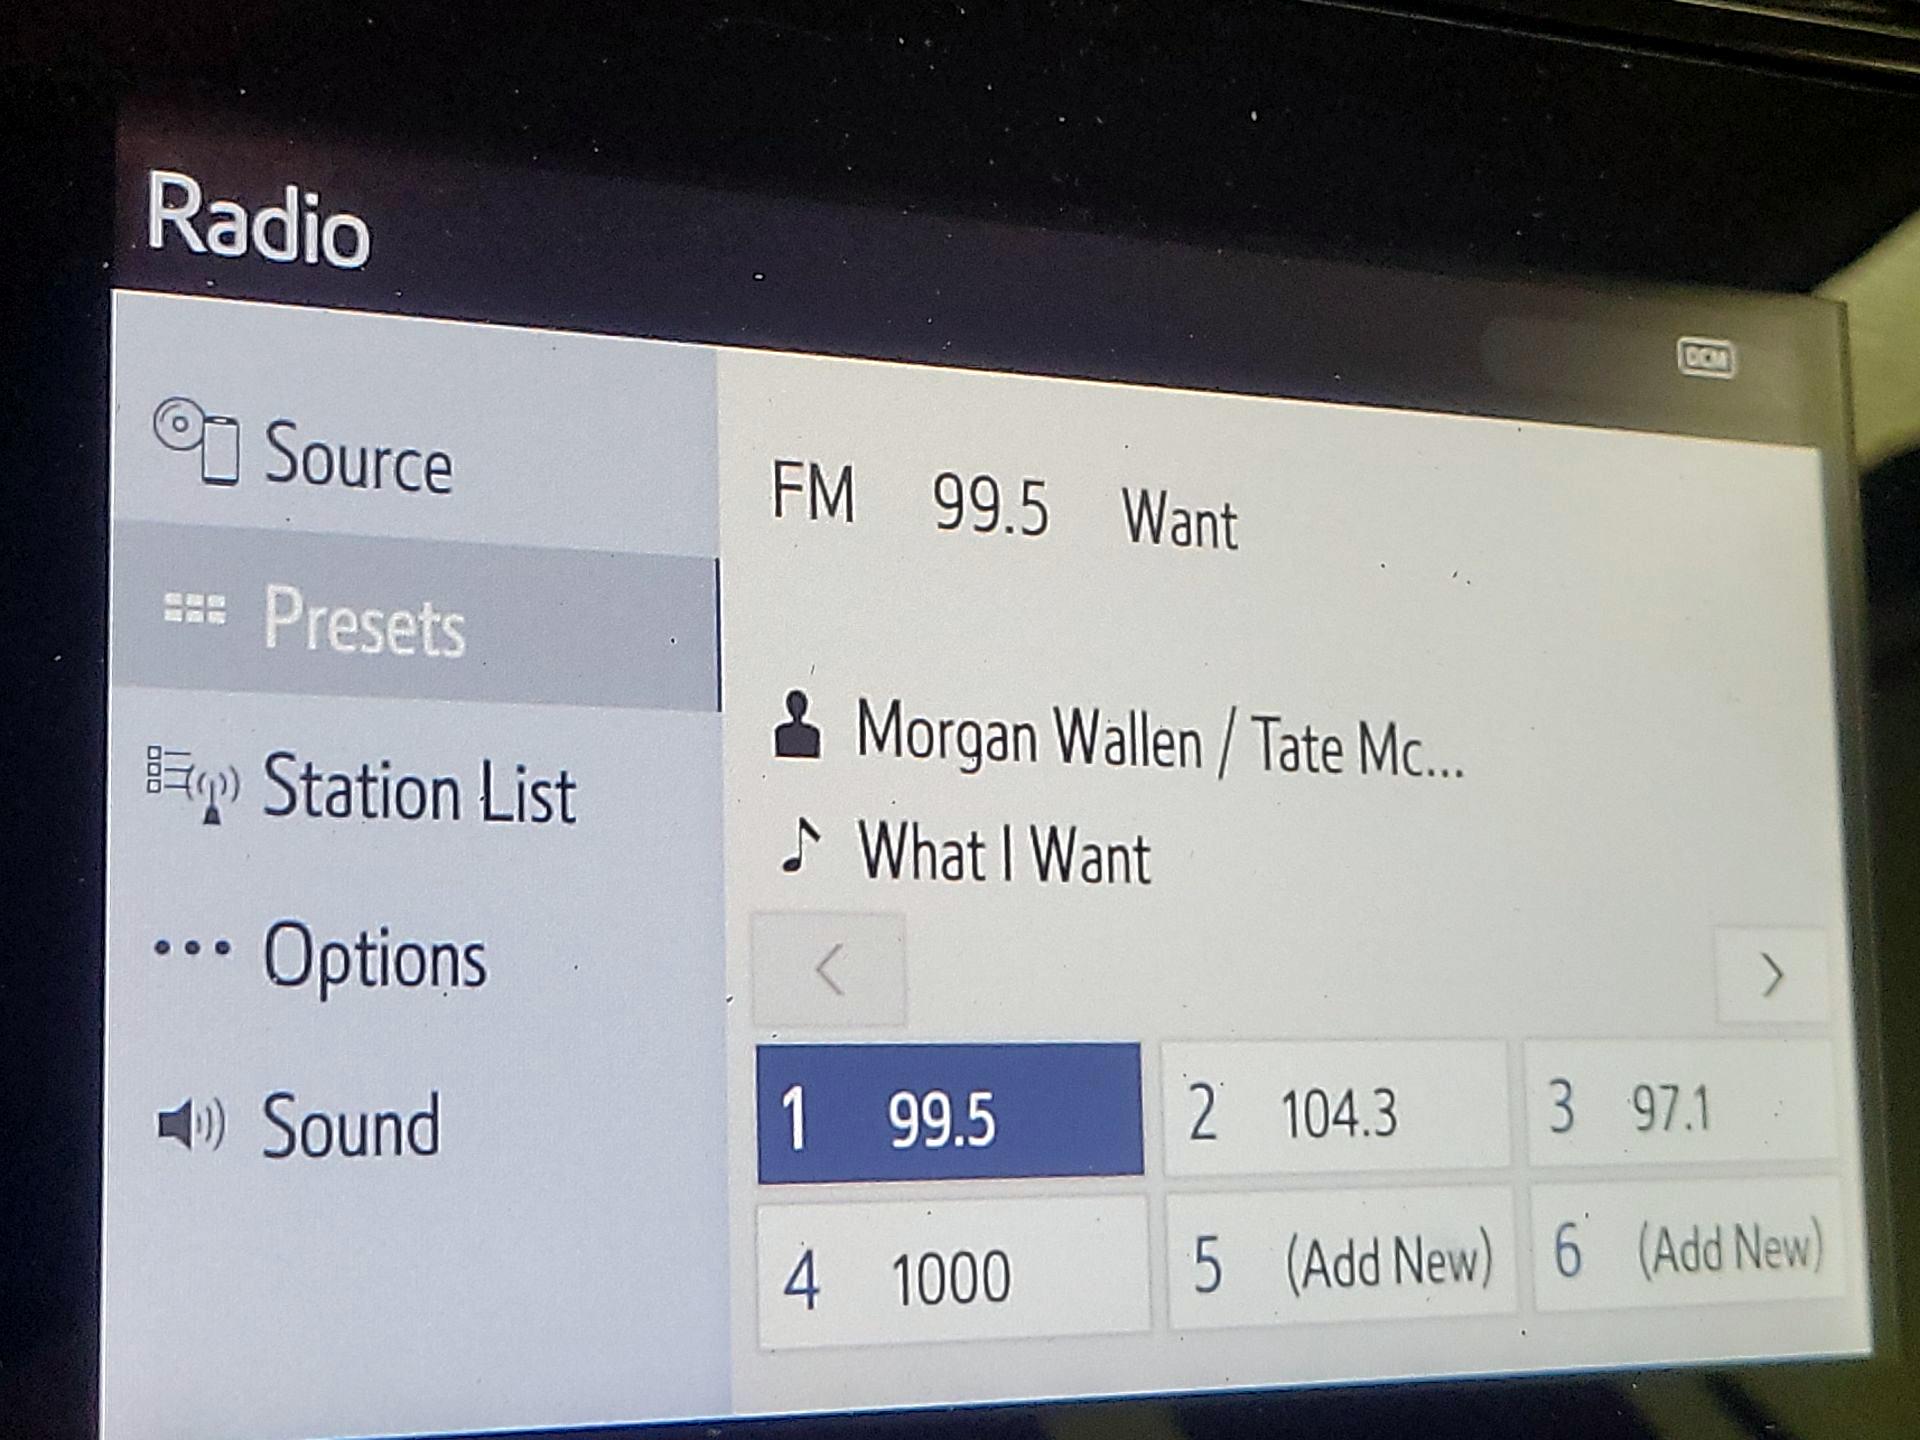 Radio
DCM
Source
Presets
Station List
Options
Sound
FM 99.5 Want
Morgan Wallen / Tate Mc...
What I Want
< >
1 99.5 2 104.3 3 97.1
4 1000 5 (Add New) 6 (Add New)